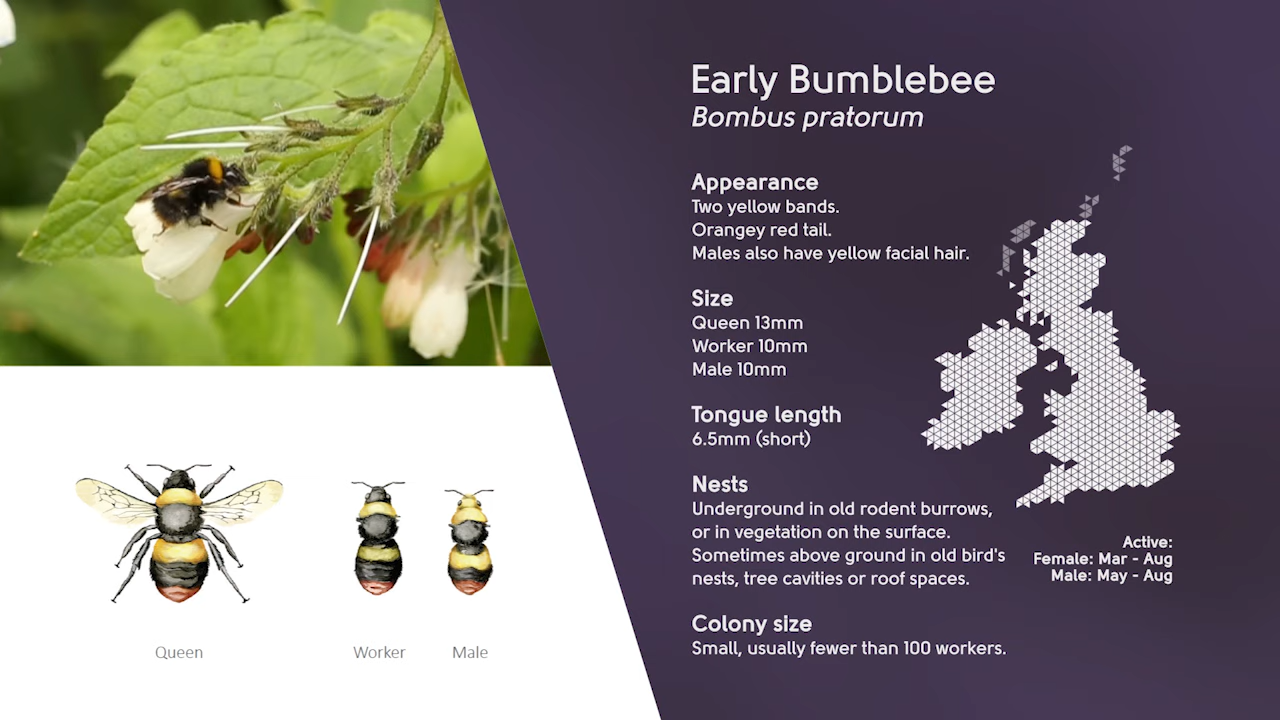 Early Bumblebee
Bombus pratorum
Appearance
Two yellow bands.
Orangey red tail.
Males also have yellow facial hair.
Size
Queen 13mm
Worker 10mm
Male 10mm
Tongue length
6.5mm (short)
Nests
Underground in old rodent burrows,
or in vegetation on the surface.
Sometimes above ground in old bird's
nests, tree cavities or roof spaces.
Colony size
Small, usually fewer than 100 workers.
Active:
Female: Mar - Aug
Male: May - Aug
Queen
Worker
Male